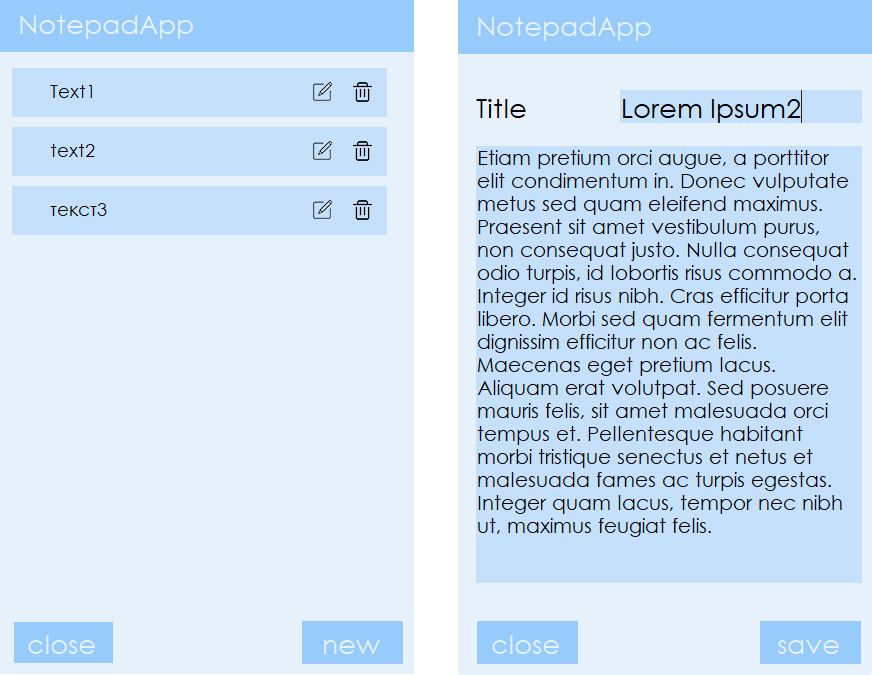 NotepadApp
Text1
text2
текст3
close
new
NotepadApp
Title
Lorem Ipsum2
Etiam pretium orci augue, a porttitor
elit condimentum in. Donec vulputate
metus sed quam eleifend maximus.
Praesent sit amet vestibulum purus,
non consequat justo. Nulla consequat
odio turpis, id lobortis risus commodo a.
Integer id risus nibh. Cras efficitur porta
libero. Morbi sed quam fermentum elit
dignissim efficitur non ac felis.
Maecenas eget pretium lacus.
Aliquam erat volutpat. Sed posuere
mauris felis, sit amet malesuada orci
tempus et. Pellentesque habitant
morbi tristique senectus et netus et
malesuada fames ac turpis egestas.
Integer quam lacus, tempor nec nibh
ut, maximus feugiat felis.
close
save